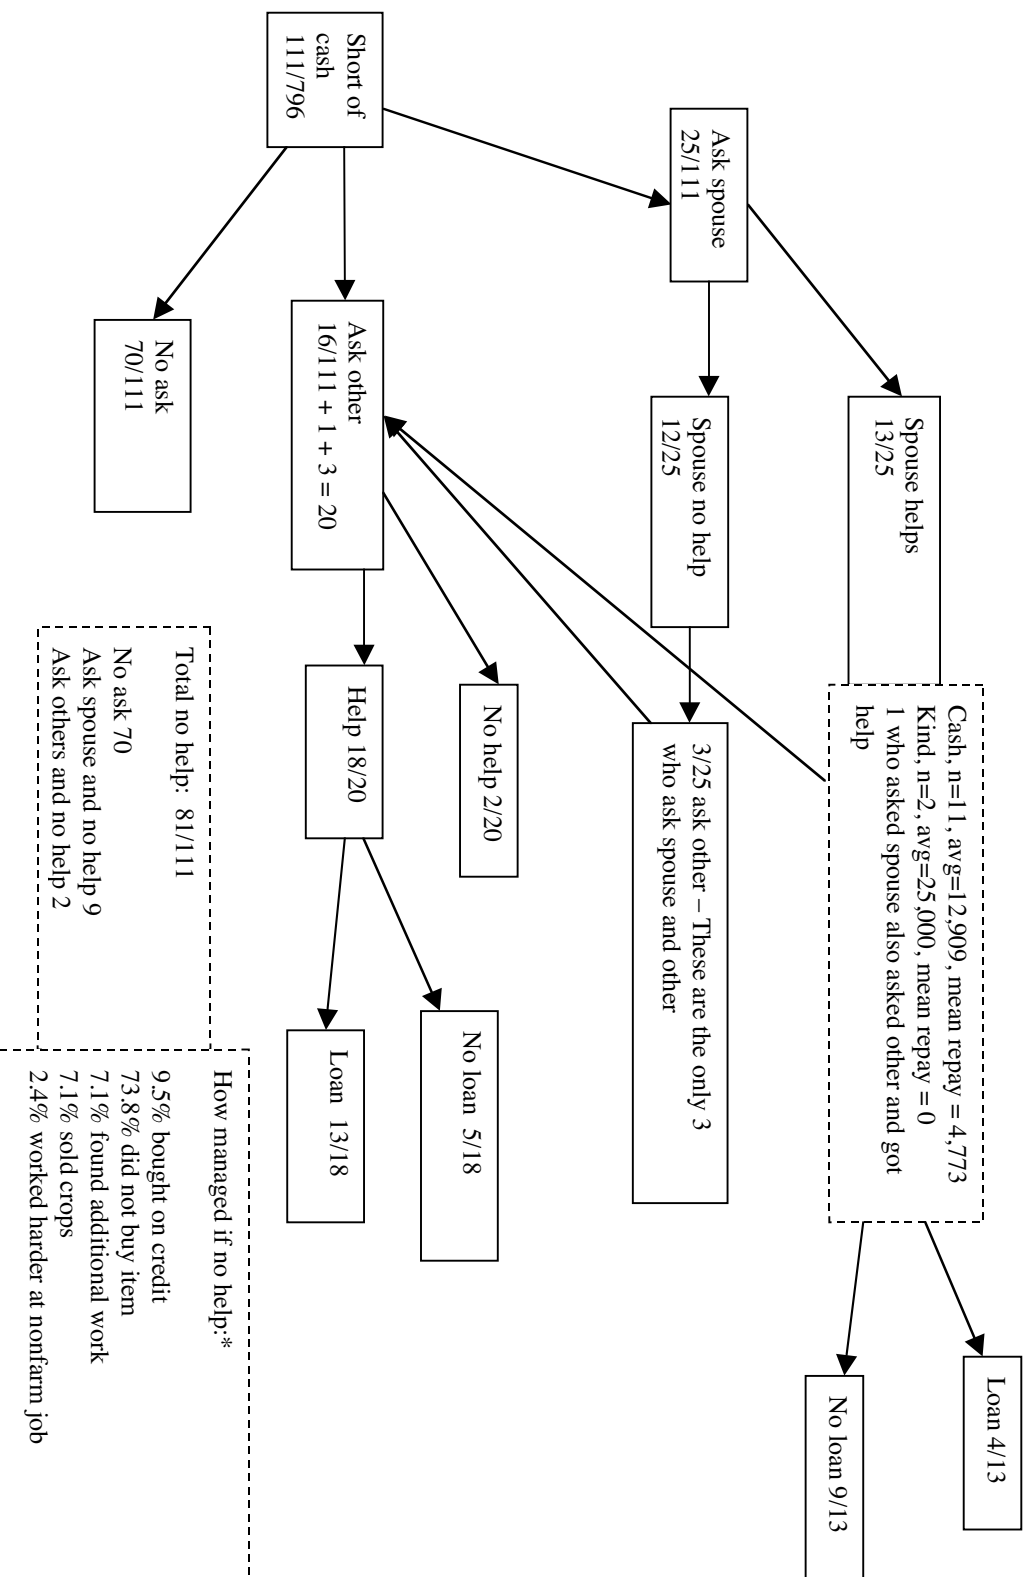 Short of
cash
111/796
Ask spouse
25/111
Spouse helps
13/25
Cash, n=11, avg=12,909, mean repay = 4,773
Kind, n=2, avg=25,000, mean repay = 0
1 who asked spouse also asked other and got
help
Loan 4/13
No loan 9/13
Spouse no help
12/25
3/25 ask other – These are the only 3
who ask spouse and other
Ask other
16/111 + 1 + 3 = 20
No help 2/20
Help 18/20
No loan 5/18
Loan 13/18
No ask
70/111
Total no help: 81/111
No ask 70
Ask spouse and no help 9
Ask others and no help 2
How managed if no help:*
9.5% bought on credit
73.8% did not buy item
7.1% found additional work
7.1% sold crops
2.4% worked harder at nonfarm job